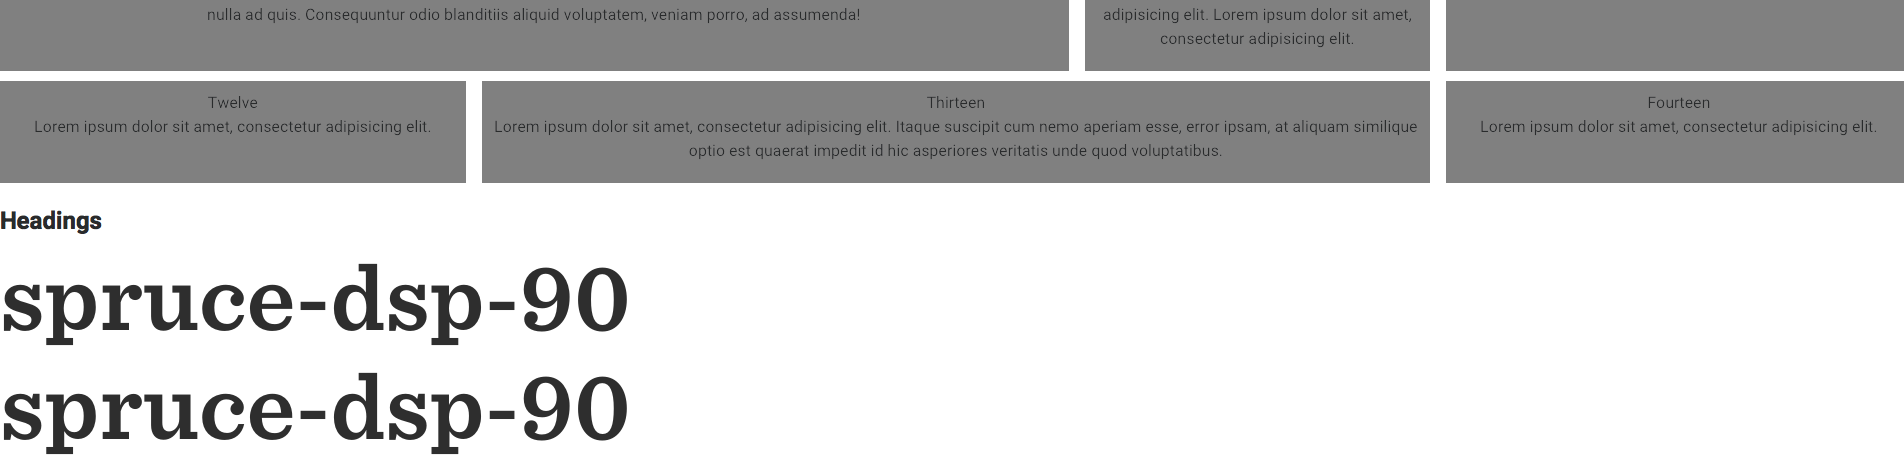 nulla ad quis. Consequuntur odio blanditiis aliquid voluptatem, veniam porro, ad assumenda!
adipisicing elit. Lorem ipsum dolor sit amet,
consectetur adipisicing elit.
Twelve
Lorem ipsum dolor sit amet, consectetur adipisicing elit.
Thirteen
Lorem ipsum dolor sit amet, consectetur adipisicing elit. Itaque suscipit cum nemo aperiam esse, error ipsam, at aliquam similique
optio est quaerat impedit id hic asperiores veritatis unde quod voluptatibus.
Fourteen
Lorem ipsum dolor sit amet, consectetur adipisicing elit.
Headings
spruce-dsp-90
spruce-dsp-90